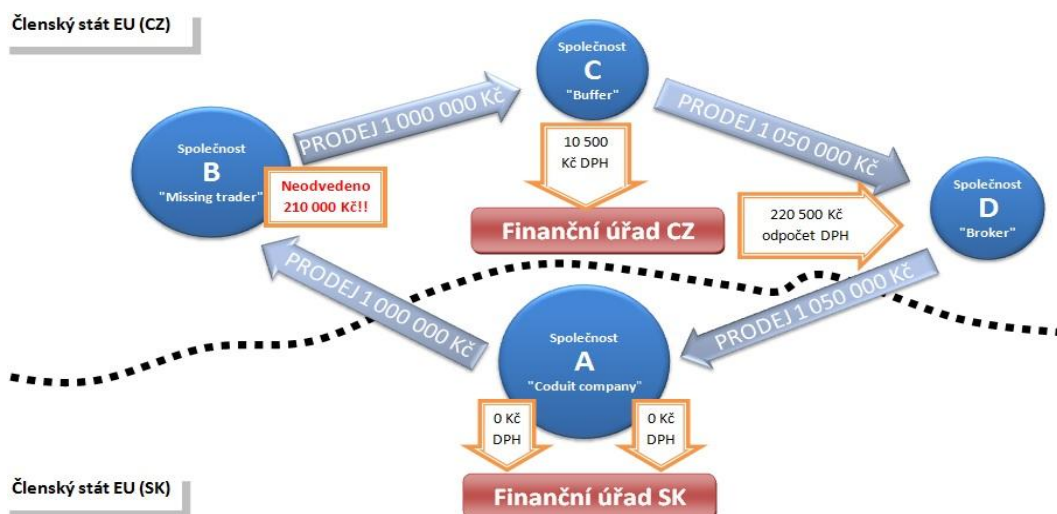 Členský stát EU (CZ)
Společnost
C
"Buffer"
PRODEJ 1 000 000 Kč
PRODEJ 1 050 000 Kč
Společnost
B
"Missing trader"
Neodvedeno
210 000 Kč!!
10 500
Kč DPH
Společnost
D
"Broker"
Finanční úřad CZ
220 500 Kč
odpočet DPH
PRODEJ 1 000 000 Kč
PRODEJ 1 050 000 Kč
Společnost
A
"Coduit company"
0 Kč
DPH
0 Kč
DPH
Členský stát EU (SK)
Finanční úřad SK